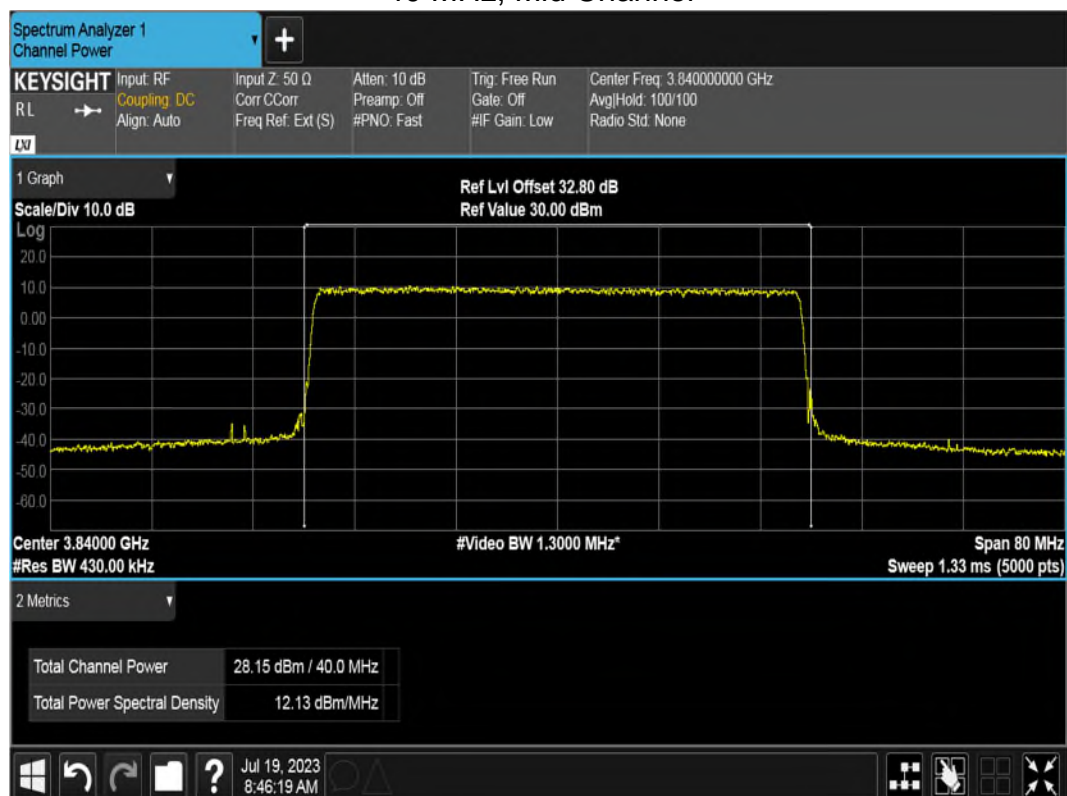 Spectrum Analyzer 1
Channel Power
+
KEYSIGHT
RL
LXI
Input: RF
Coupling: DC
Align: Auto
Input Z: 50 Ω
Corr CCorr
Freq Ref: Ext (S)
Atten: 10 dB
Preamp: Off
#PNO: Fast
Trig: Free Run
Gate: Off
#IF Gain: Low
Center Freq: 3.840000000 GHz
Avg|Hold: 100/100
Radio Std: None
1 Graph
Scale/Div 10.0 dB
Ref Lvl Offset 32.80 dB
Ref Value 30.00 dBm
Log
20.0
10.0
0.00
-10.0
-20.0
-30.0
-40.0
-50.0
-60.0
Center 3.84000 GHz
#Res BW 430.00 kHz
#Video BW 1.3000 MHz*
Span 80 MHz
Sweep 1.33 ms (5000 pts)
2 Metrics
Total Channel Power 28.15 dBm / 40.0 MHz
Total Power Spectral Density 12.13 dBm/MHz
?
Jul 19, 2023
8:46:19 AM